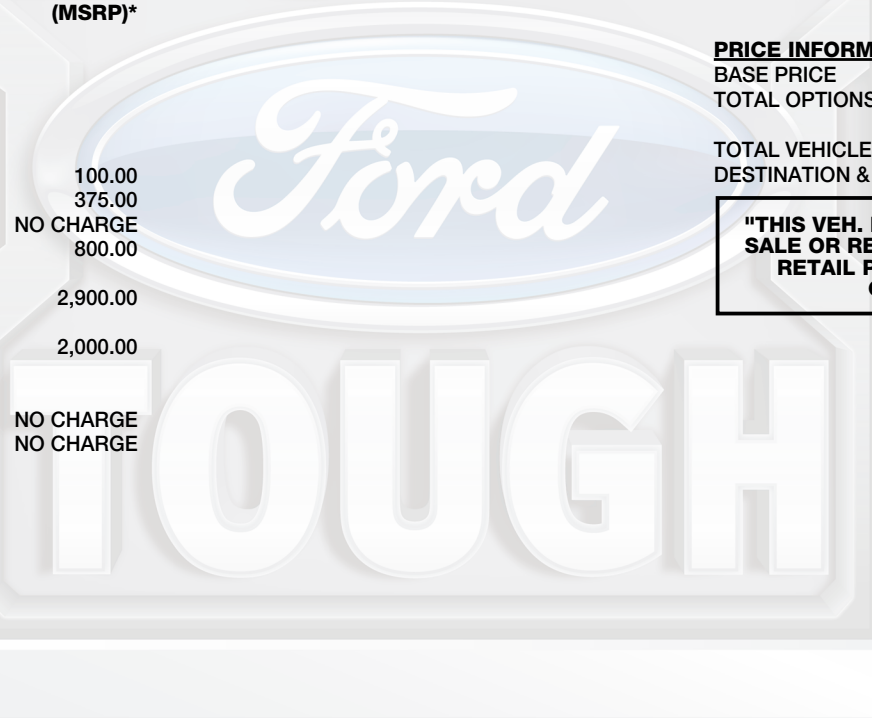 (MSRP)*
100.00
375.00
NO CHARGE
800.00
2,900.00
2,000.00
NO CHARGE
NO CHARGE
PRICE INFORM
BASE PRICE
TOTAL OPTIONS
TOTAL VEHICLE
DESTINATION &
"THIS VEH.
SALE OR RE
RETAIL P
Ford
TOUGH